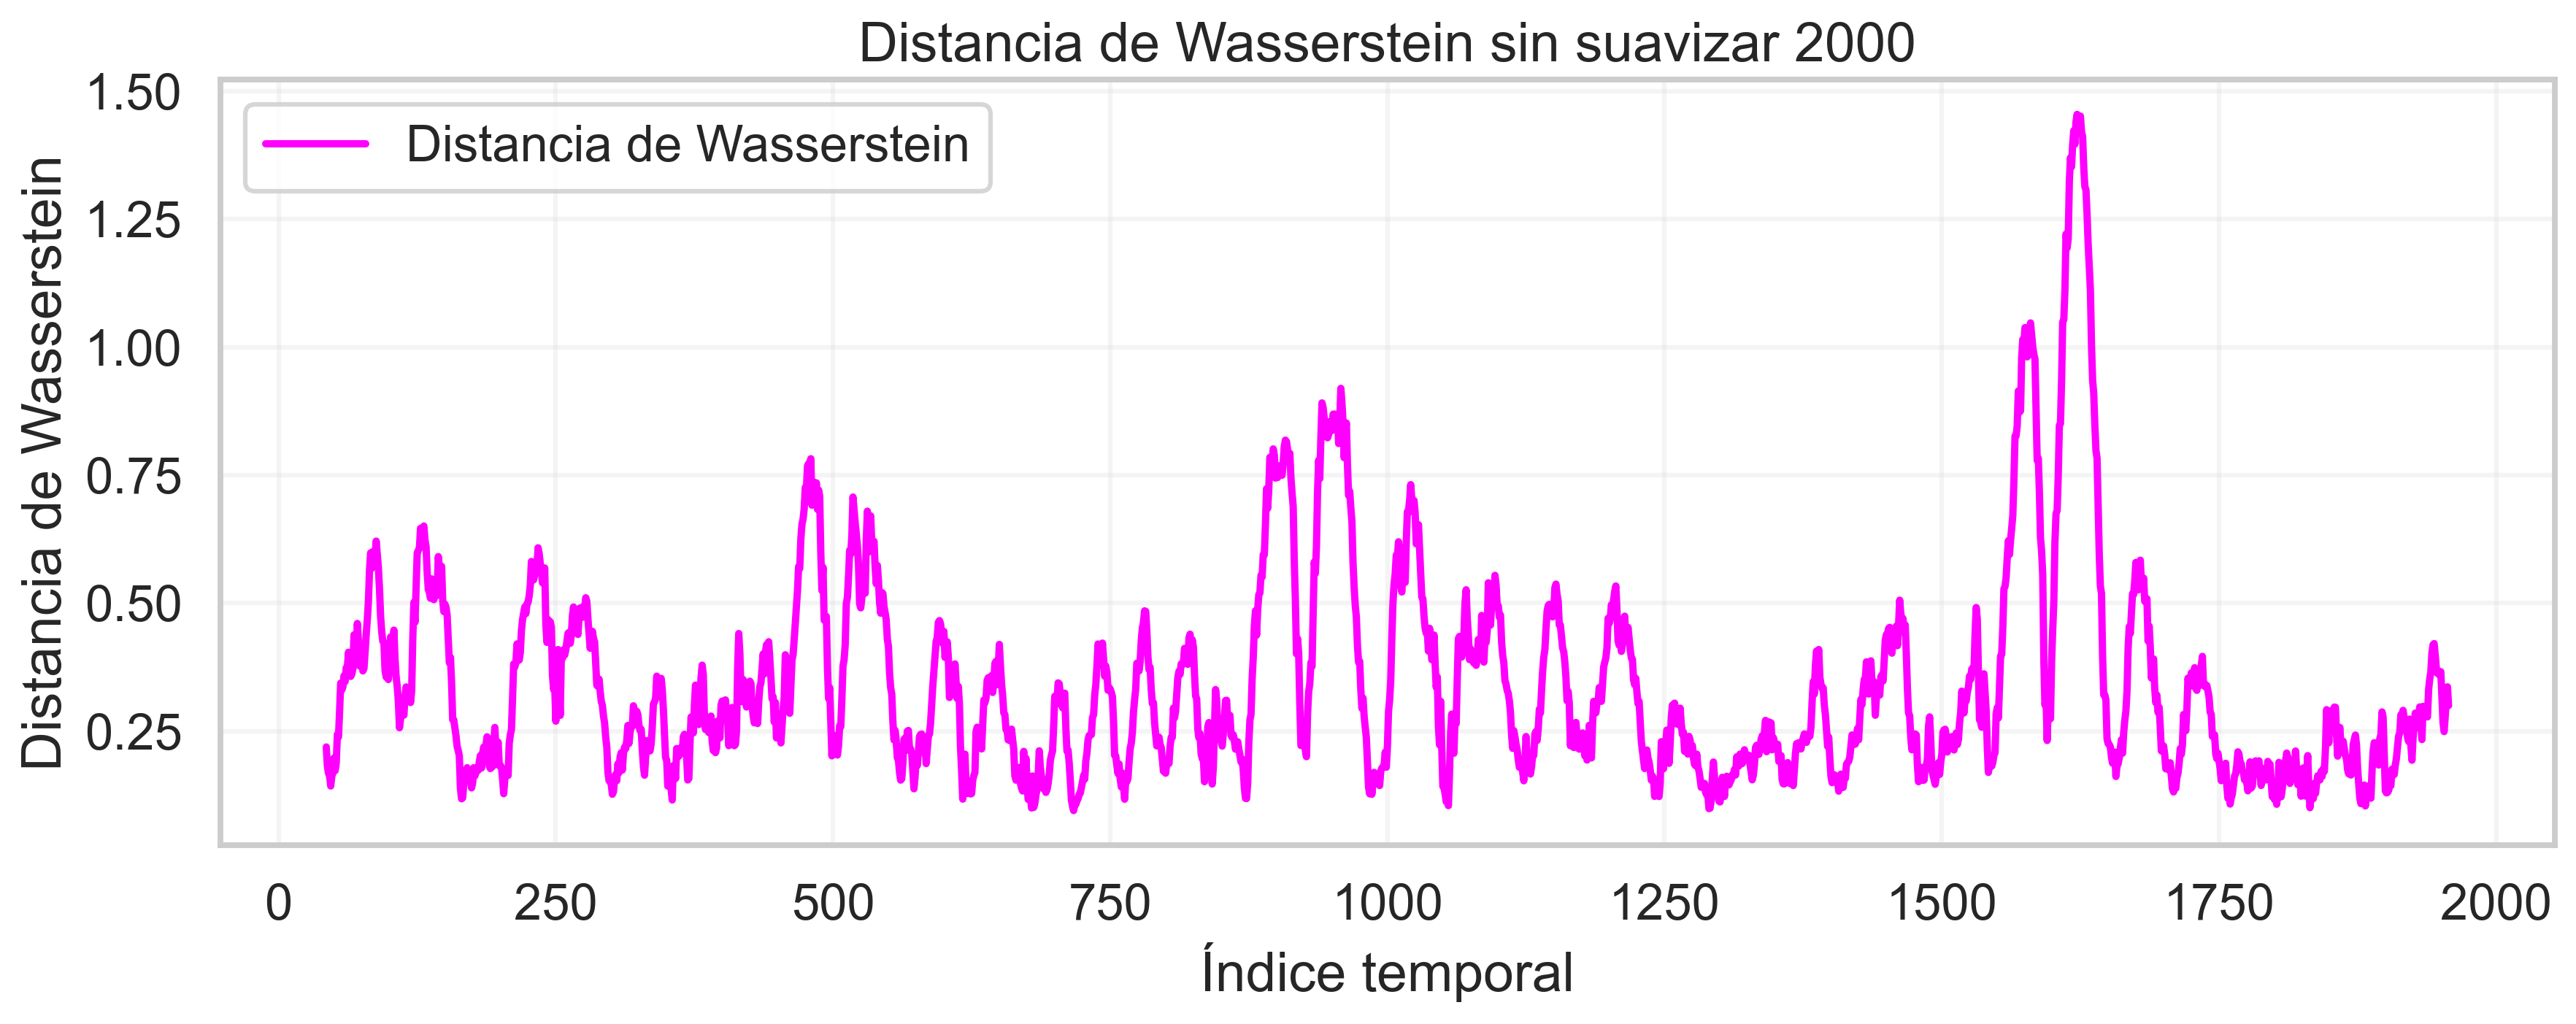 Distancia de Wasserstein sin suavizar 2000
Distancia de Wasserstein
Distancia de Wasserstein
1.50
1.25
1.00
0.75
0.50
0.25
0 250 500 750 1000 1250 1500 1750 2000
Índice temporal